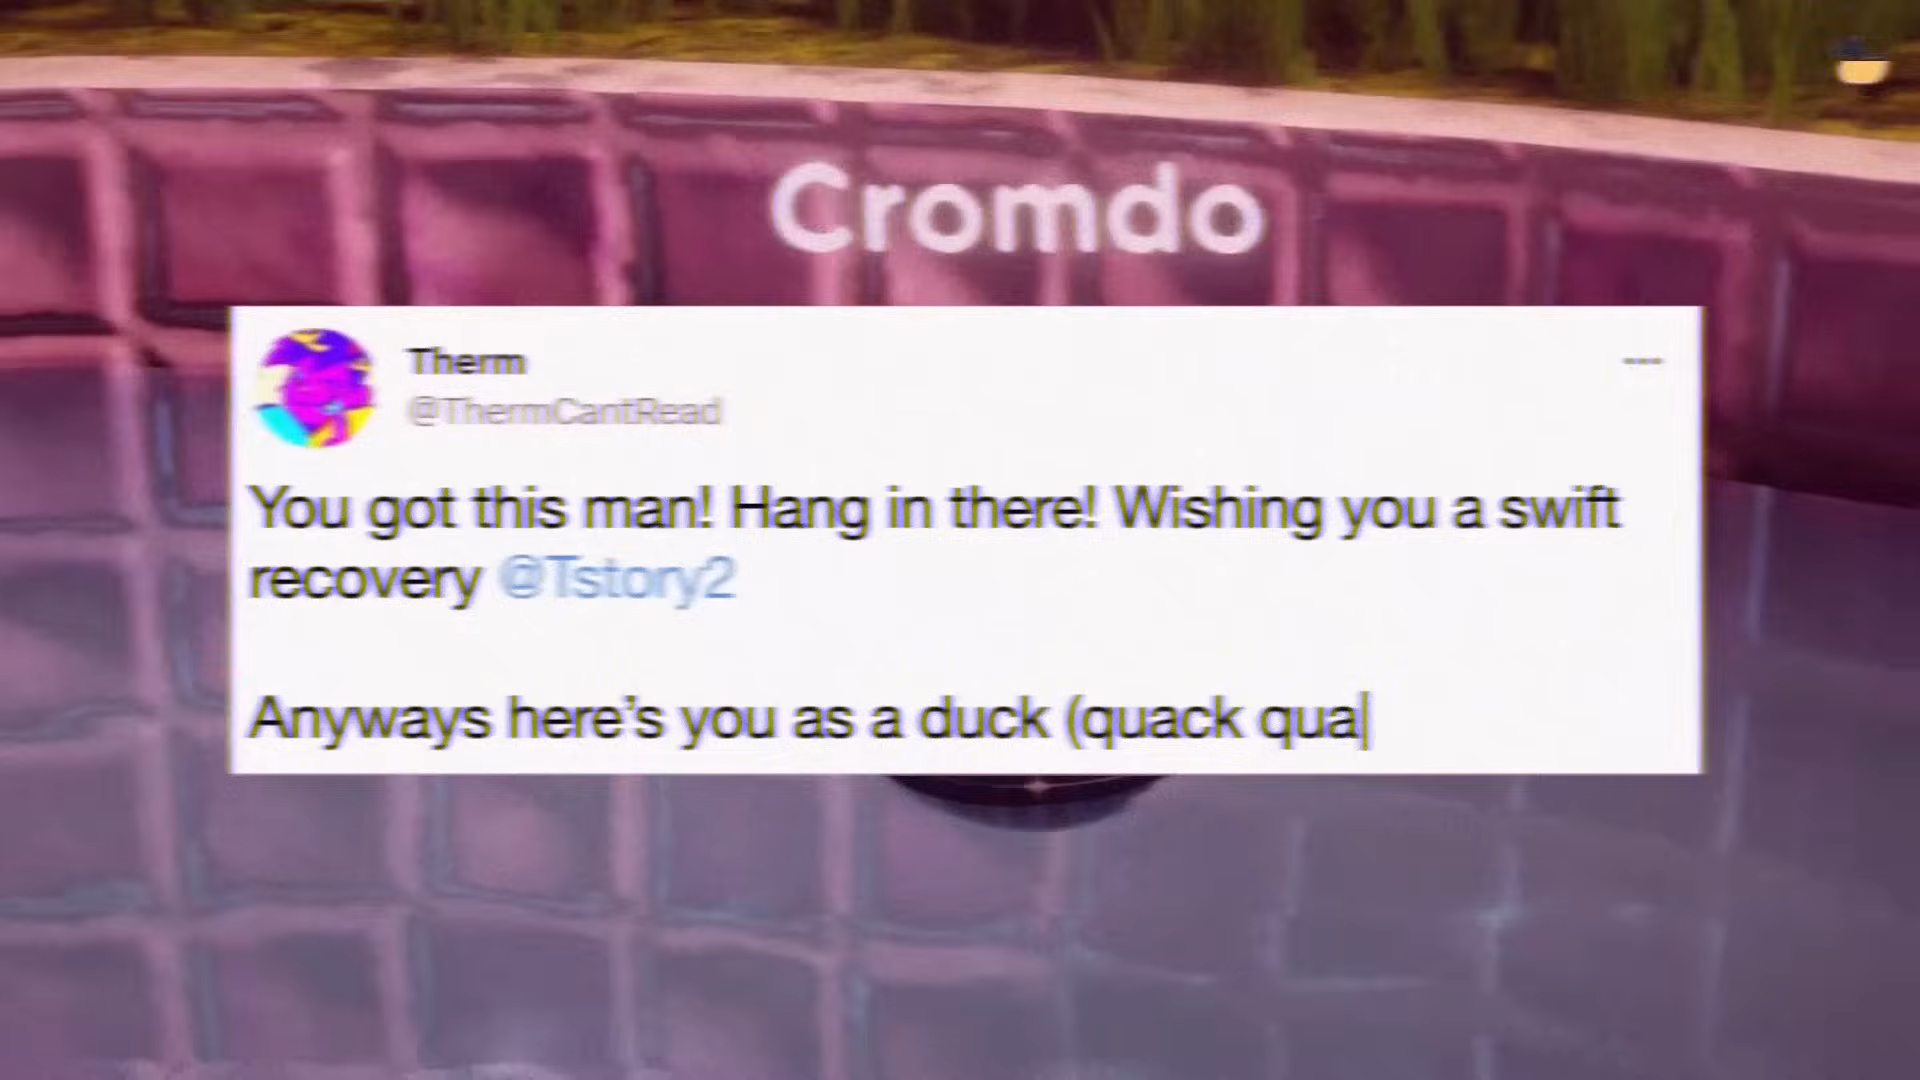 Cromdo
Therm
@ThermCantRead
You got this man! Hang in there! Wishing you a swift
recovery @Tstory2
Anyways here’s you as a duck (quack qua